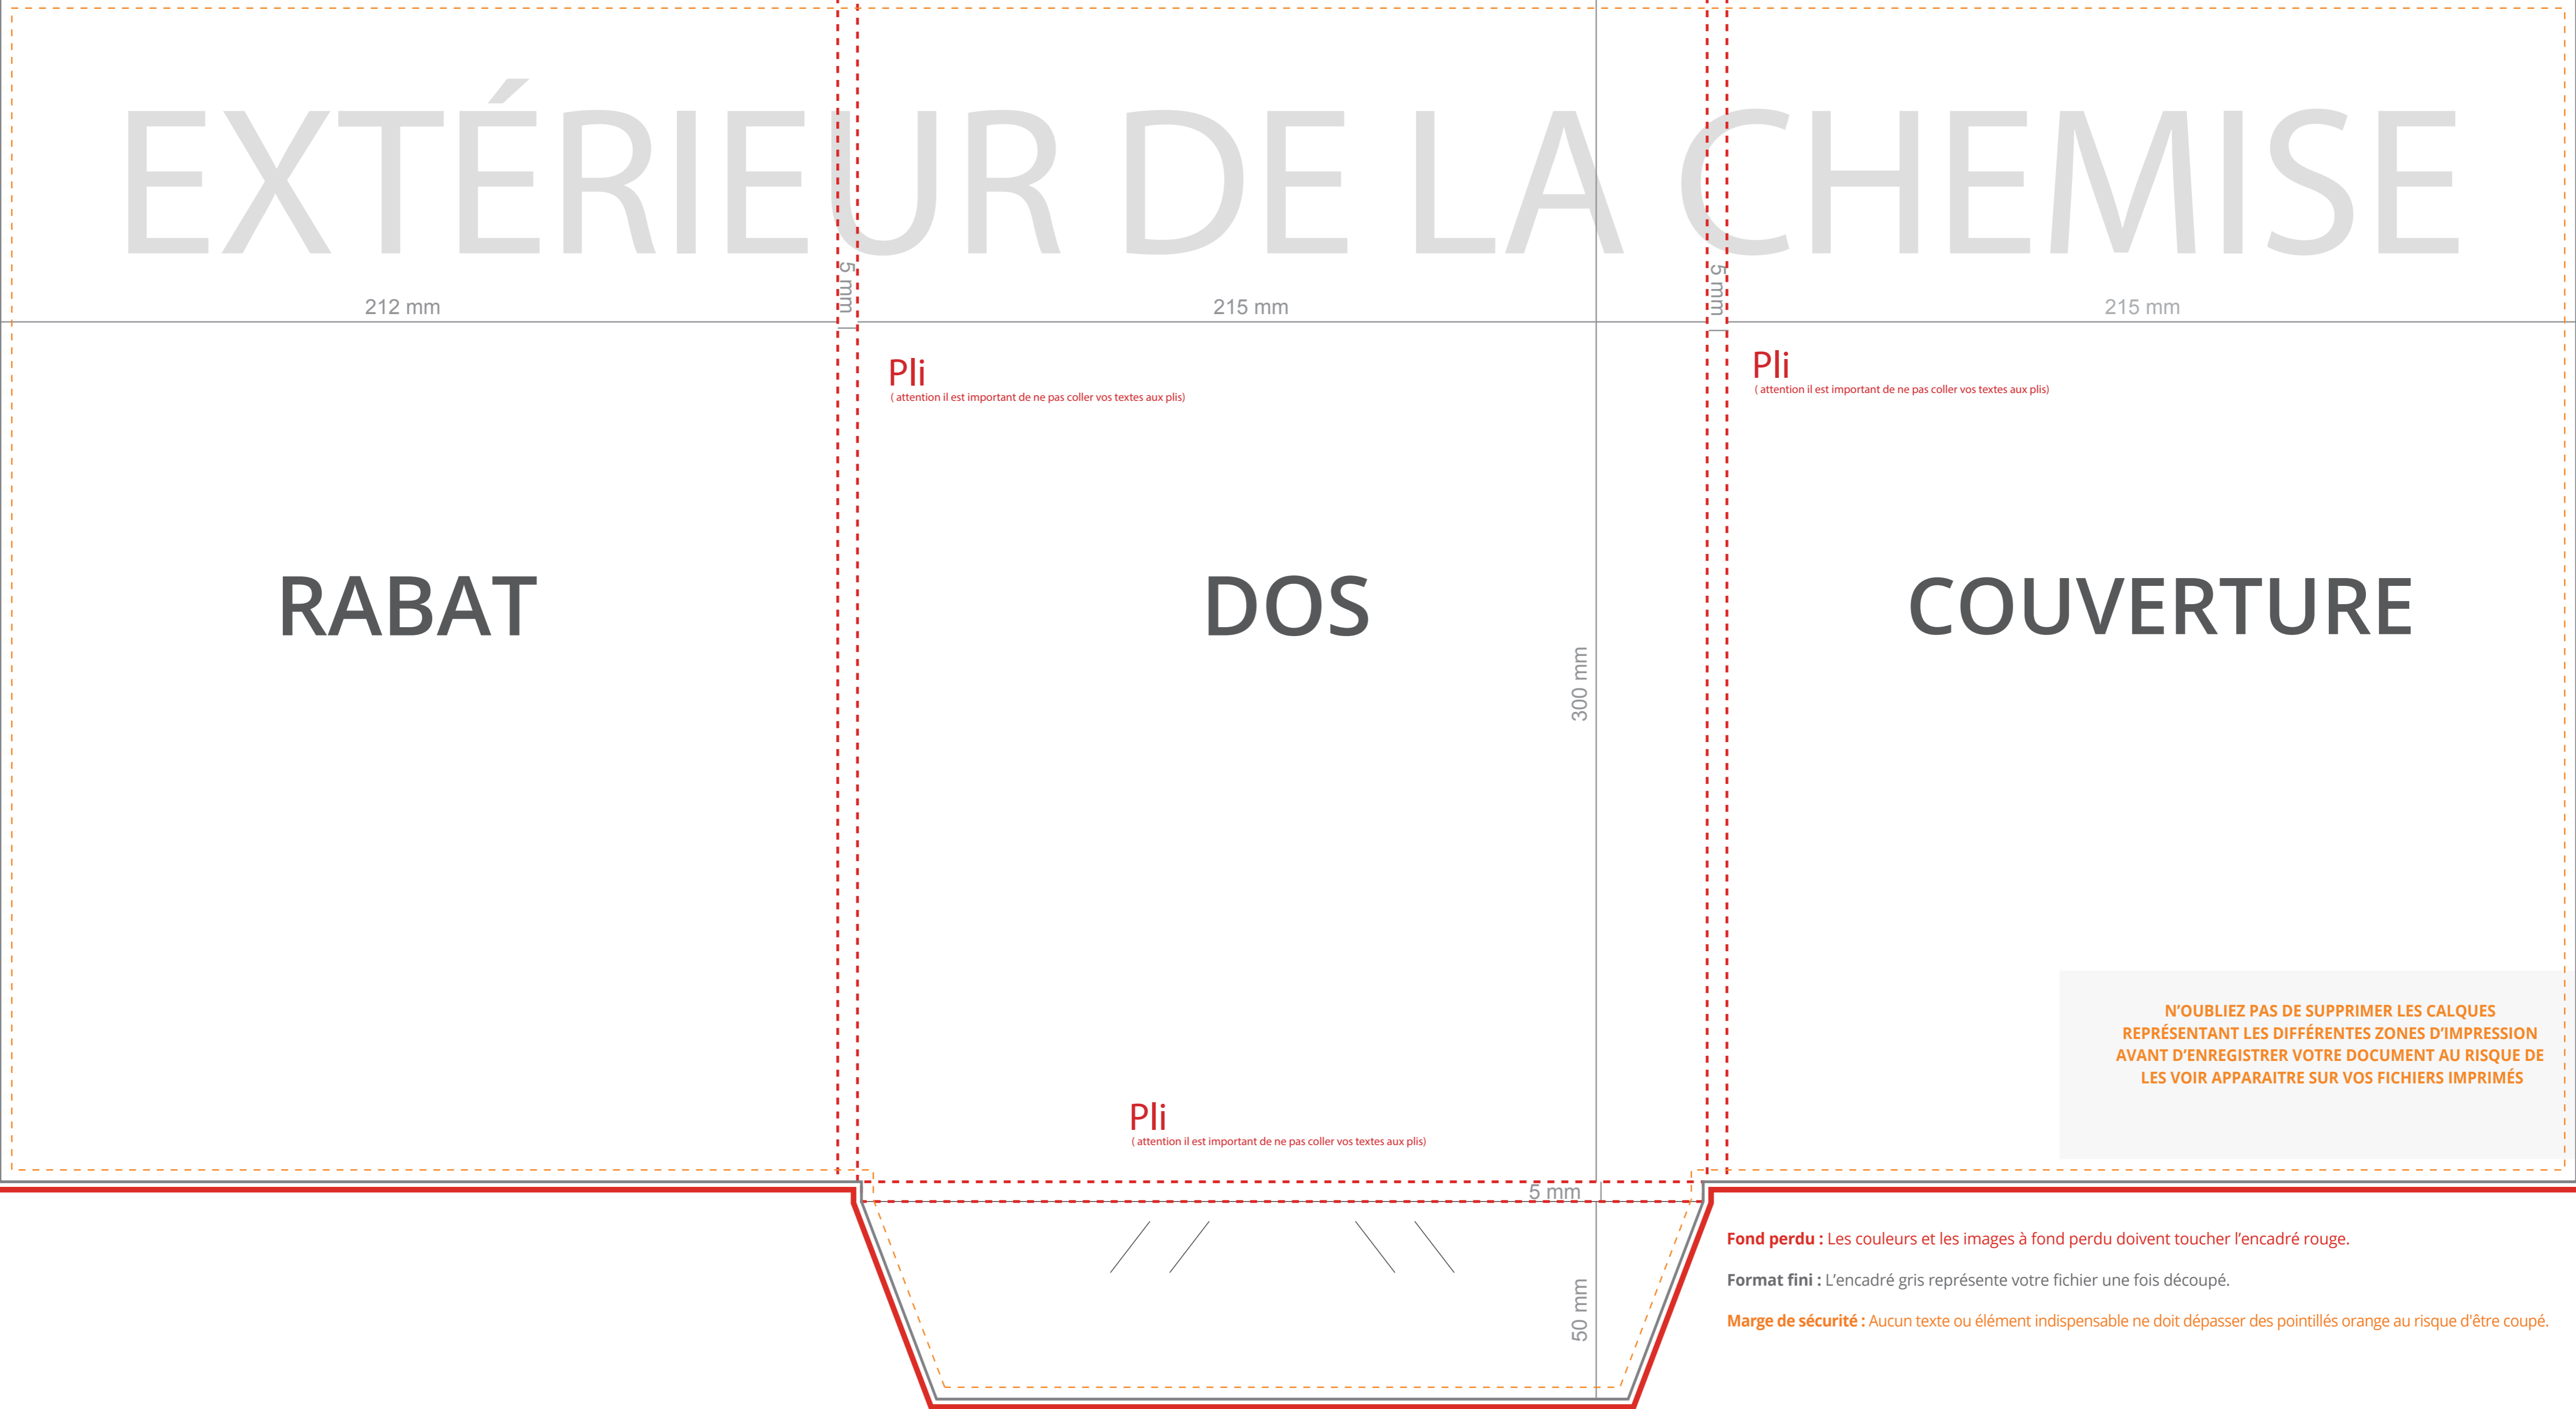 EXTÉRIEUR DE LA CHEMISE
5 mm
5 mm
212 mm
215 mm
215 mm
Pli
( attention il est important de ne pas coller vos textes aux plis)
Pli
( attention il est important de ne pas coller vos textes aux plis)
RABAT
DOS
COUVERTURE
300 mm
N'OUBLIEZ PAS DE SUPPRIMER LES CALQUES
REPRÉSENTANT LES DIFFÉRENTES ZONES D'IMPRESSION
AVANT D'ENREGISTRER VOTRE DOCUMENT AU RISQUE DE
LES VOIR APPARAITRE SUR VOS FICHIERS IMPRIMÉS
Pli
( attention il est important de ne pas coller vos textes aux plis)
5 mm
50 mm
Fond perdu : Les couleurs et les images à fond perdu doivent toucher l'encadré rouge.
Format fini : L'encadré gris représente votre fichier une fois découpé.
Marge de sécurité : Aucun texte ou élément indispensable ne doit dépasser des pointillés orange au risque d'être coupé.